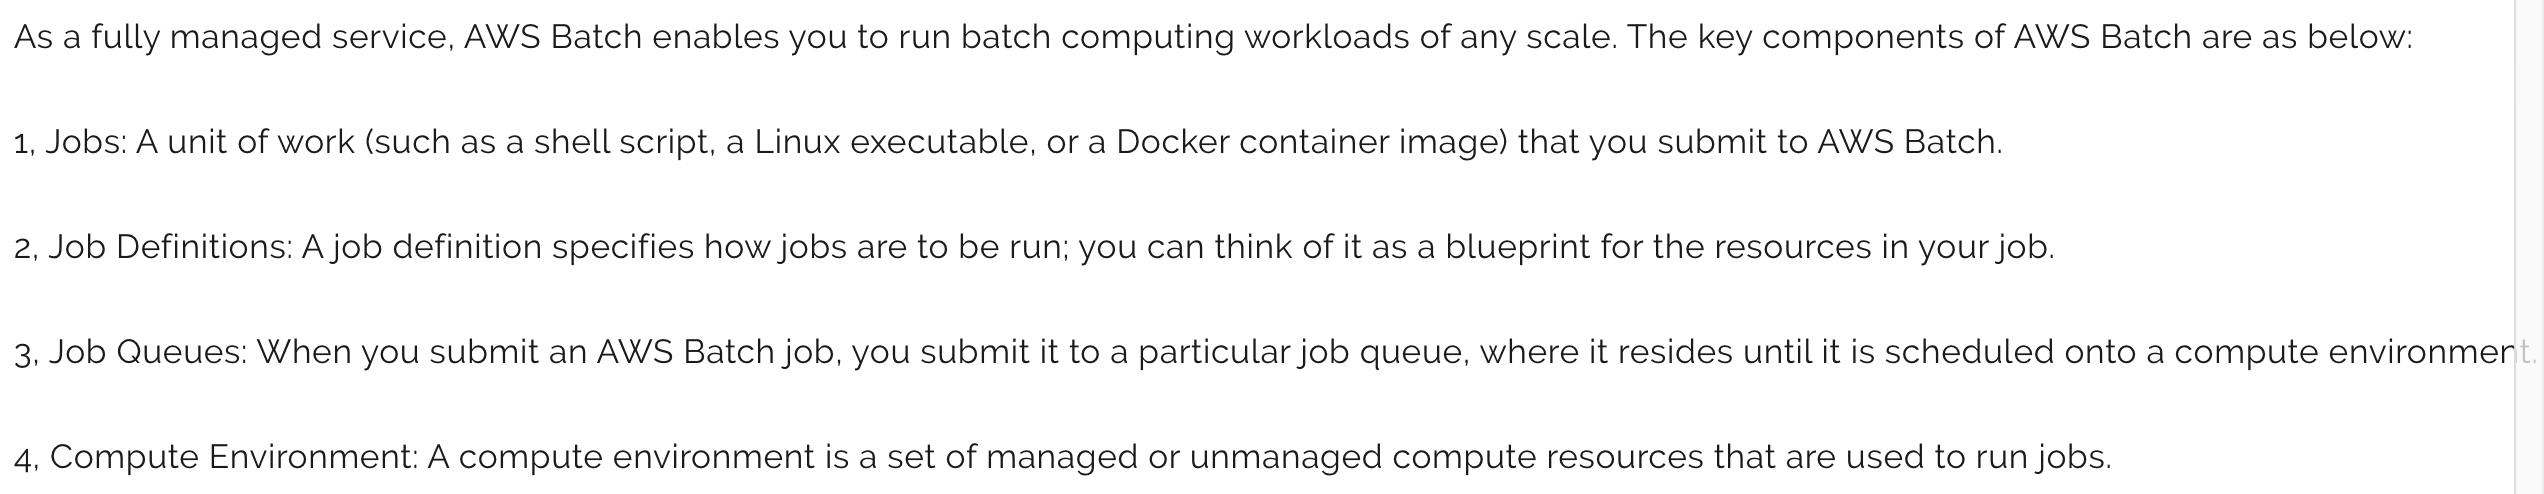 As a fully managed service, AWS Batch enables you to run batch computing workloads of any scale. The key components of AWS Batch are as below:
1, Jobs: A unit of work (such as a shell script, a Linux executable, or a Docker container image) that you submit to AWS Batch.
2, Job Definitions: A job definition specifies how jobs are to be run; you can think of it as a blueprint for the resources in your job.
3, Job Queues: When you submit an AWS Batch job, you submit it to a particular job queue, where it resides until it is scheduled onto a compute environment.
4, Compute Environment: A compute environment is a set of managed or unmanaged compute resources that are used to run jobs.